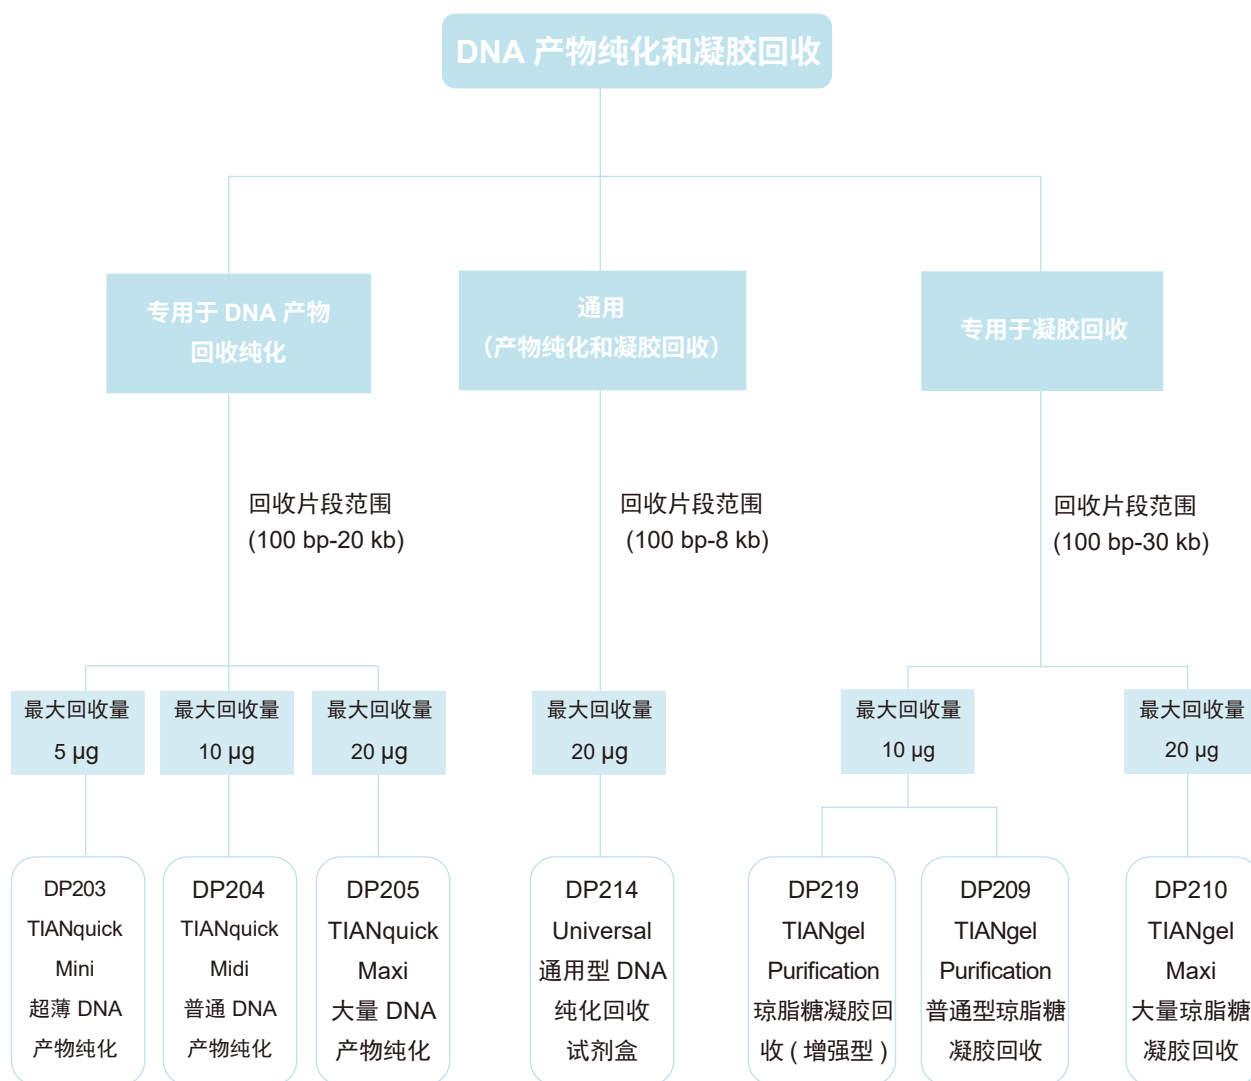 DNA 产物纯化和凝胶回收
专用于 DNA 产物
回收纯化
通用
（产物纯化和凝胶回收）
专用于凝胶回收
回收片段范围
(100 bp-20 kb)
回收片段范围
(100 bp-8 kb)
回收片段范围
(100 bp-30 kb)
最大回收量
5 μg
最大回收量
10 μg
最大回收量
20 μg
最大回收量
20 μg
最大回收量
10 μg
最大回收量
20 μg
DP203
TIANquick
Mini
超薄 DNA
产物纯化
DP204
TIANquick
Midi
普通 DNA
产物纯化
DP205
TIANquick
Maxi
大量 DNA
产物纯化
DP214
Universal
通用型 DNA
纯化回收
试剂盒
DP219
TIANgel
Purification
琼脂糖凝胶回
收 ( 增强型 )
DP209
TIANgel
Purification
普通型琼脂糖
凝胶回收
DP210
TIANgel
Maxi
大量琼脂糖
凝胶回收